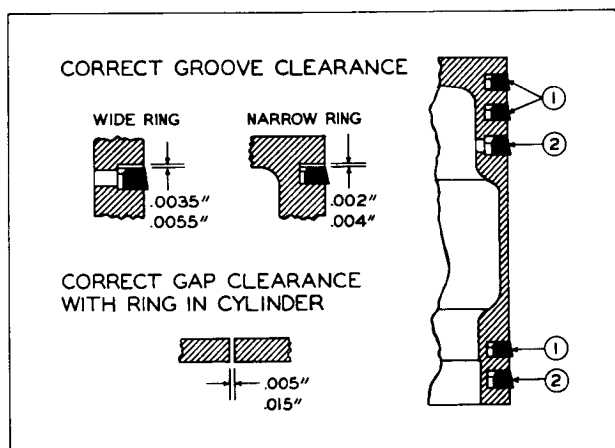 CORRECT GROOVE CLEARANCE
WIDE RING
NARROW RING
.0035"
.0055"
.002"
.004"
CORRECT GAP CLEARANCE
WITH RING IN CYLINDER
.005"
.015"
1
2
1
2